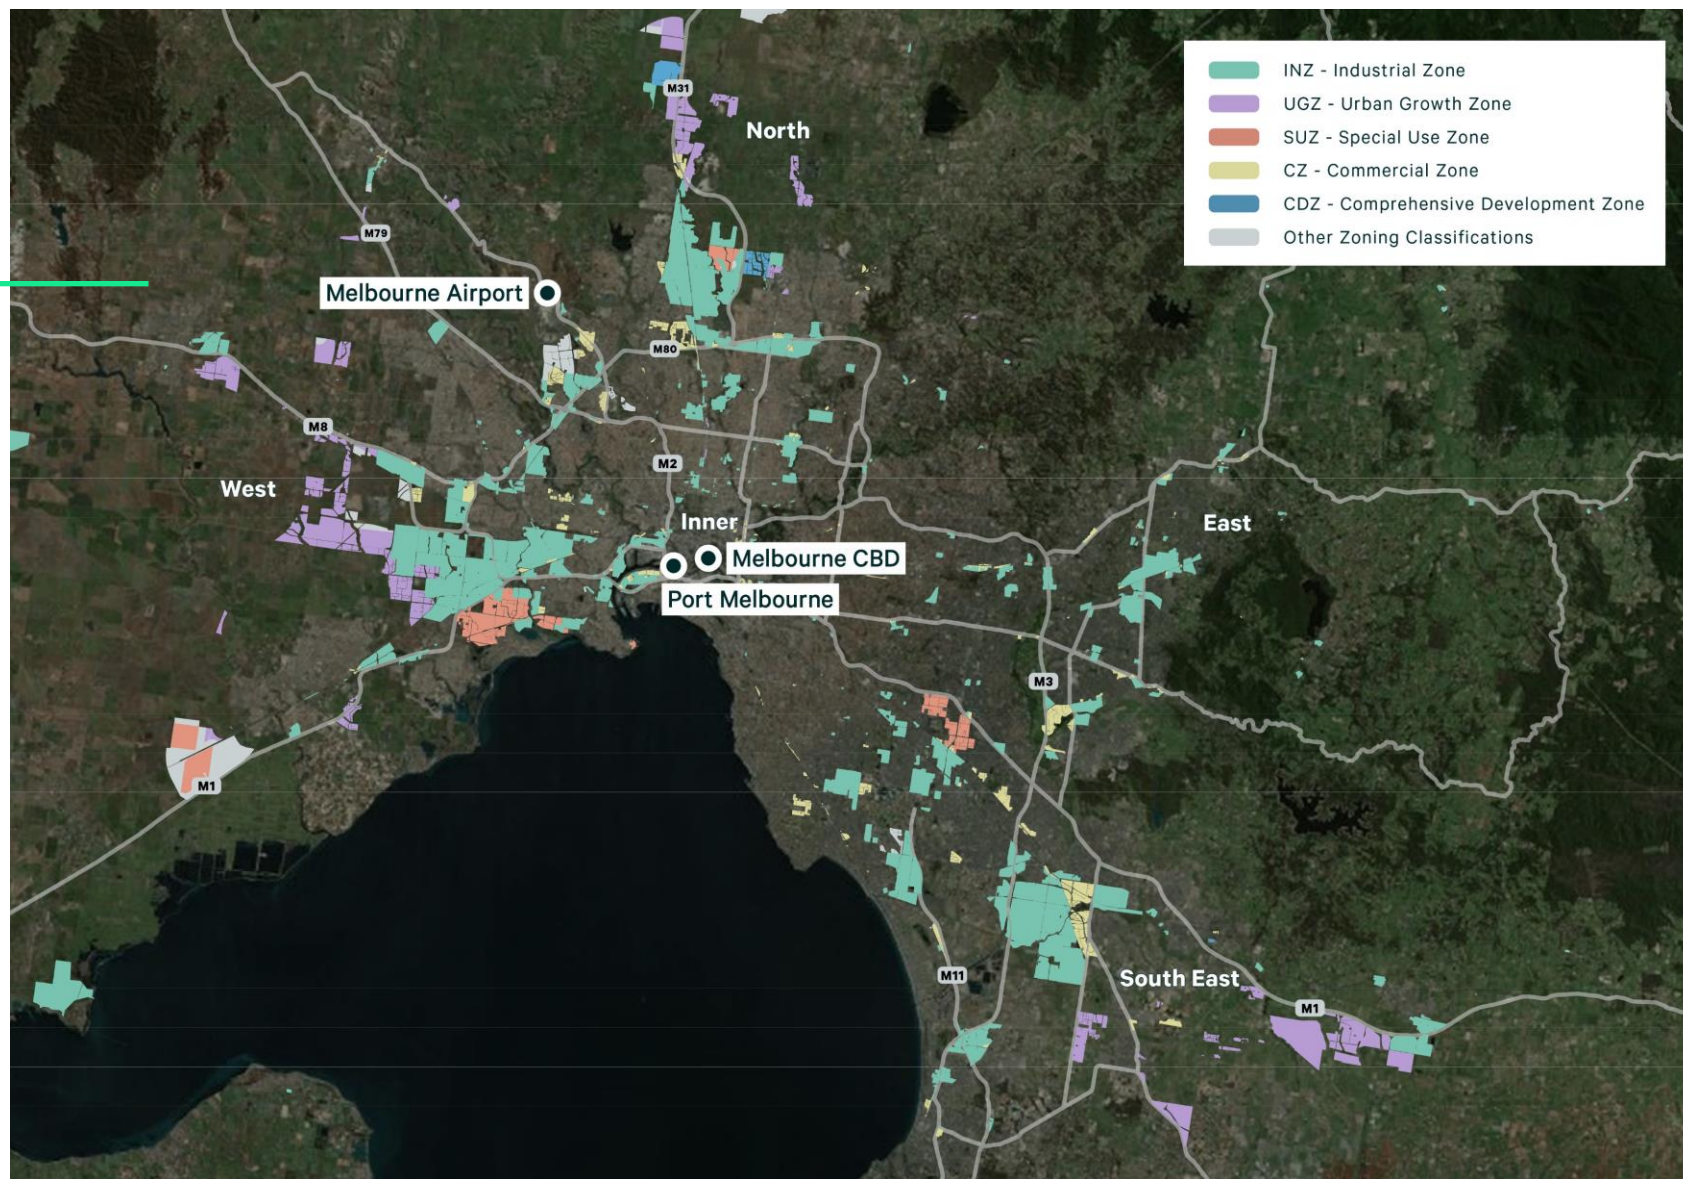 INZ - Industrial Zone
UGZ - Urban Growth Zone
SUZ - Special Use Zone
CZ - Commercial Zone
CDZ - Comprehensive Development Zone
Other Zoning Classifications
M31
North
M79
Melbourne Airport
M80
M8
M2
West
Inner
East
Melbourne CBD
Port Melbourne
M3
M1
M11
South East
M1